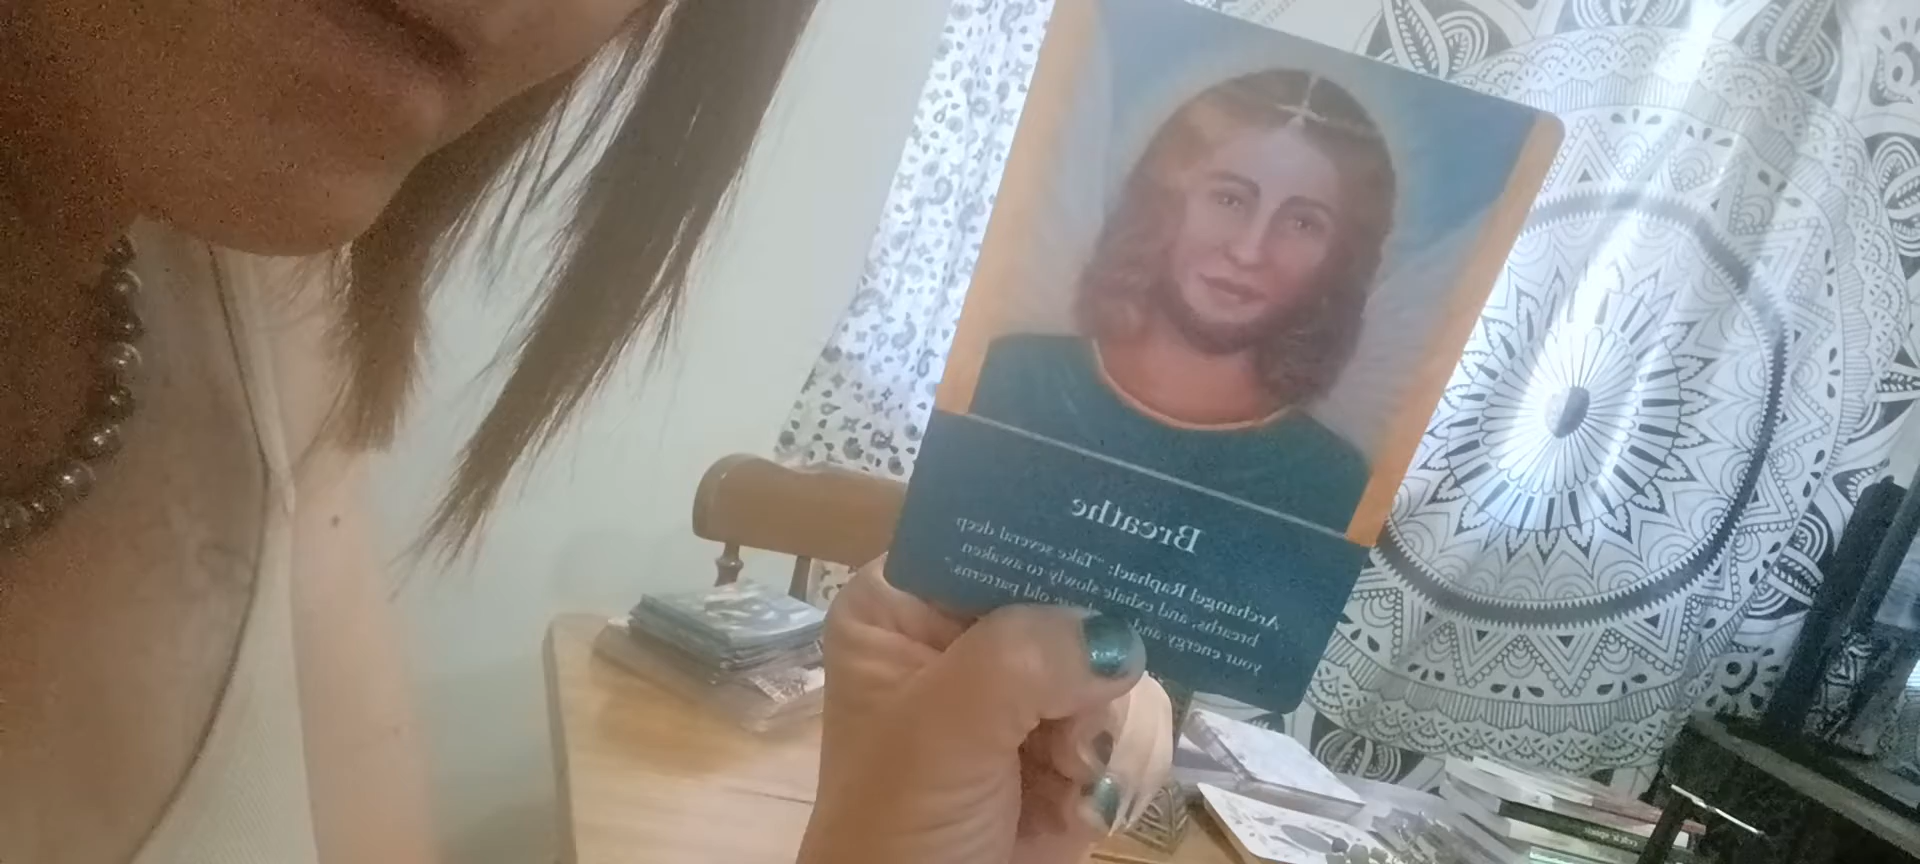 Breathe
Archangel Raphael: "Take several deep
breaths, and exhale slowly to awaken
your energy and old patterns."